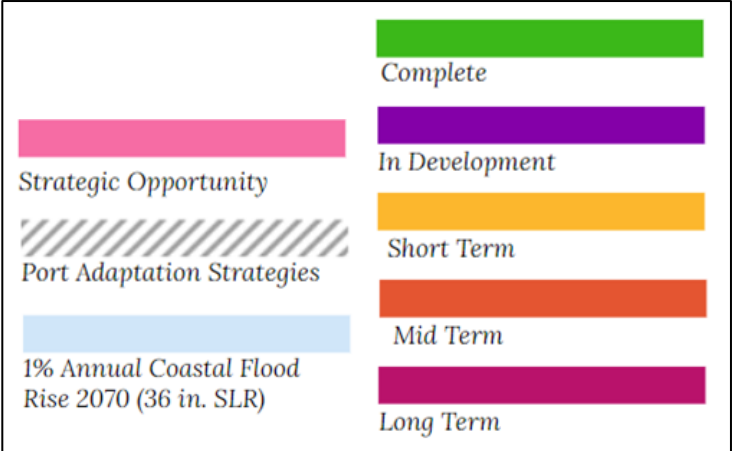 Strategic Opportunity
Port Adaptation Strategies
1% Annual Coastal Flood
Rise 2070 (36 in. SLR)
Complete
In Development
Short Term
Mid Term
Long Term